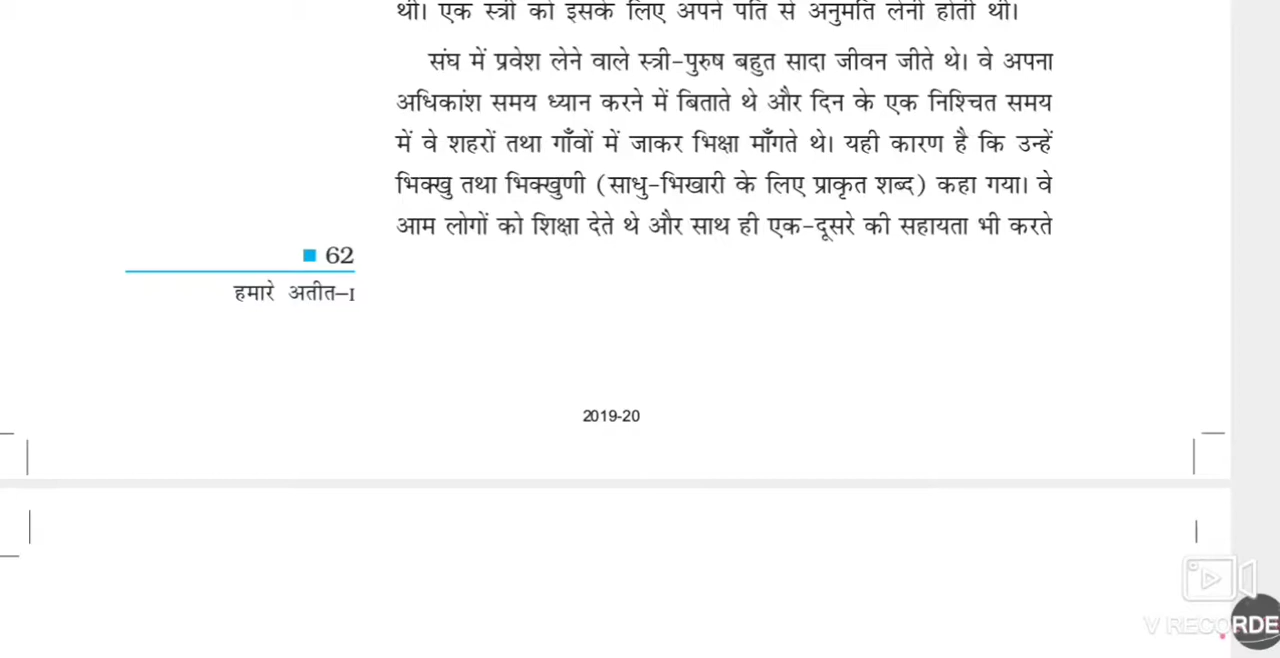 थी। एक स्त्री को इसके लिए अपने पति से अनुमति लेनी होती थी।
संघ में प्रवेश लेने वाले स्त्री-पुरुष बहुत सादा जीवन जीते थे। वे अपना
अधिकांश समय ध्यान करने में बिताते थे और दिन के एक निश्चित समय
में वे शहरों तथा गाँवों में जाकर भिक्षा माँगते थे। यही कारण है कि उन्हें
भिक्खु तथा भिक्खुणी (साधु-भिखारी के लिए प्राकृत शब्द) कहा गया। वे
आम लोगों को शिक्षा देते थे और साथ ही एक-दूसरे की सहायता भी करते
■ 62
हमारे अतीत–I
2019-20
V RECORDE